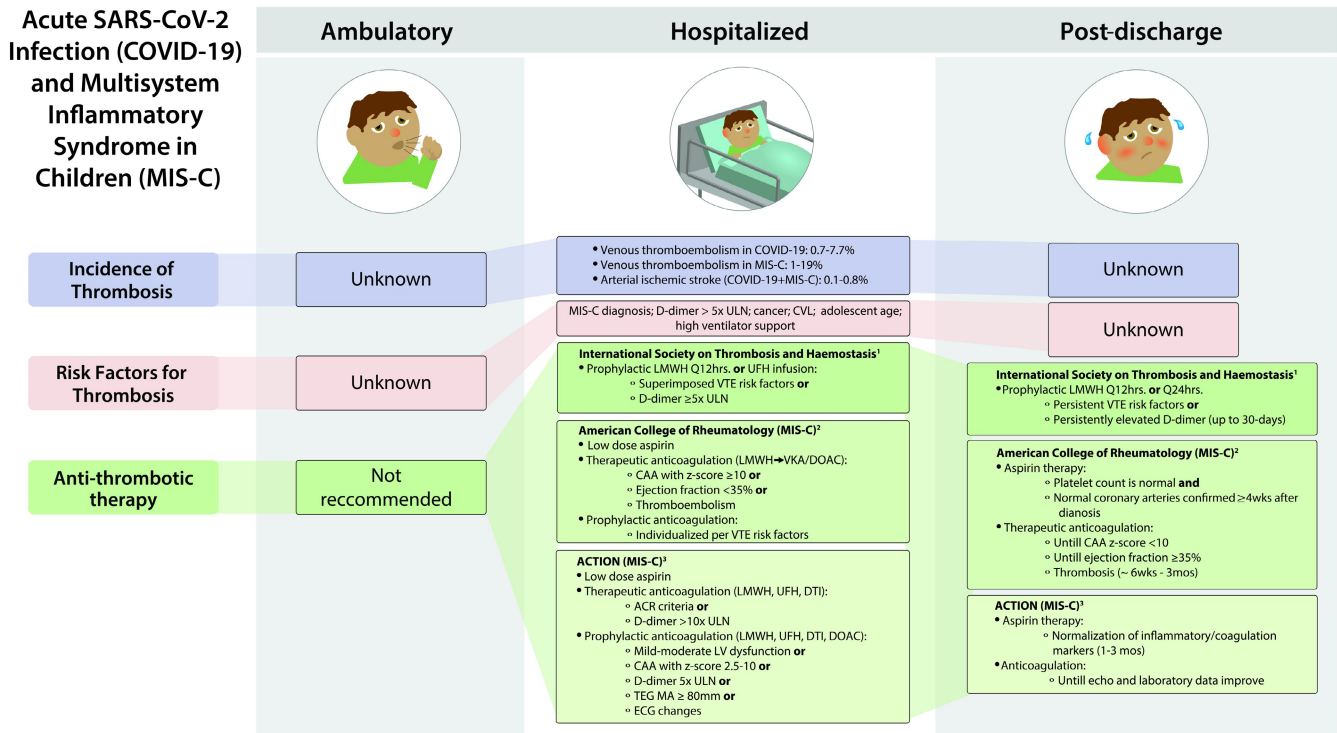 Acute SARS-CoV-2
Infection (COVID-19)
and Multisystem
Inflammatory
Syndrome in
Children (MIS-C)
Ambulatory
Hospitalized
Post-discharge
Incidence of
Thrombosis
Unknown
• Venous thromboembolism in COVID-19: 0.7-7.7%
• Venous thromboembolism in MIS-C: 1-19%
• Arterial ischemic stroke (COVID-19+MIS-C): 0.1-0.8%
Unknown
Risk Factors for
Thrombosis
Unknown
MIS-C diagnosis; D-dimer > 5x ULN; cancer; CVL; adolescent age;
high ventilator support
Unknown
Anti-thrombotic
therapy
Not
reccommended
International Society on Thrombosis and Haemostasis¹
• Prophylactic LMWH Q12hrs. or UFH infusion:
o Superimposed VTE risk factors or
o D-dimer ≥5x ULN
American College of Rheumatology (MIS-C)²
• Low dose aspirin
• Therapeutic anticoagulation (LMWH➔VKA/DOAC):
o CAA with z-score ≥10 or
o Ejection fraction <35% or
o Thromboembolism
• Prophylactic anticoagulation:
o Individualized per VTE risk factors
ACTION (MIS-C)³
• Low dose aspirin
• Therapeutic anticoagulation (LMWH, UFH, DTI):
o ACR criteria or
o D-dimer >10x ULN
• Prophylactic anticoagulation (LMWH, UFH, DTI, DOAC):
o Mild-moderate LV dysfunction or
o CAA with z-score 2.5-10 or
o D-dimer 5x ULN or
o TEG MA ≥ 80mm or
o ECG changes
International Society on Thrombosis and Haemostasis¹
• Prophylactic LMWH Q12hrs. or Q24hrs.
o Persistent VTE risk factors or
o Persistently elevated D-dimer (up to 30-days)
American College of Rheumatology (MIS-C)²
• Aspirin therapy:
o Platelet count is normal and
o Normal coronary arteries confirmed ≥4wks after
dianosis
• Therapeutic anticoagulation:
o Untill CAA z-score <10
o Untill ejection fraction ≥35%
o Thrombosis (~ 6wks - 3mos)
ACTION (MIS-C)³
• Aspirin therapy:
o Normalization of inflammatory/coagulation
markers (1-3 mos)
• Anticoagulation:
o Untill echo and laboratory data improve